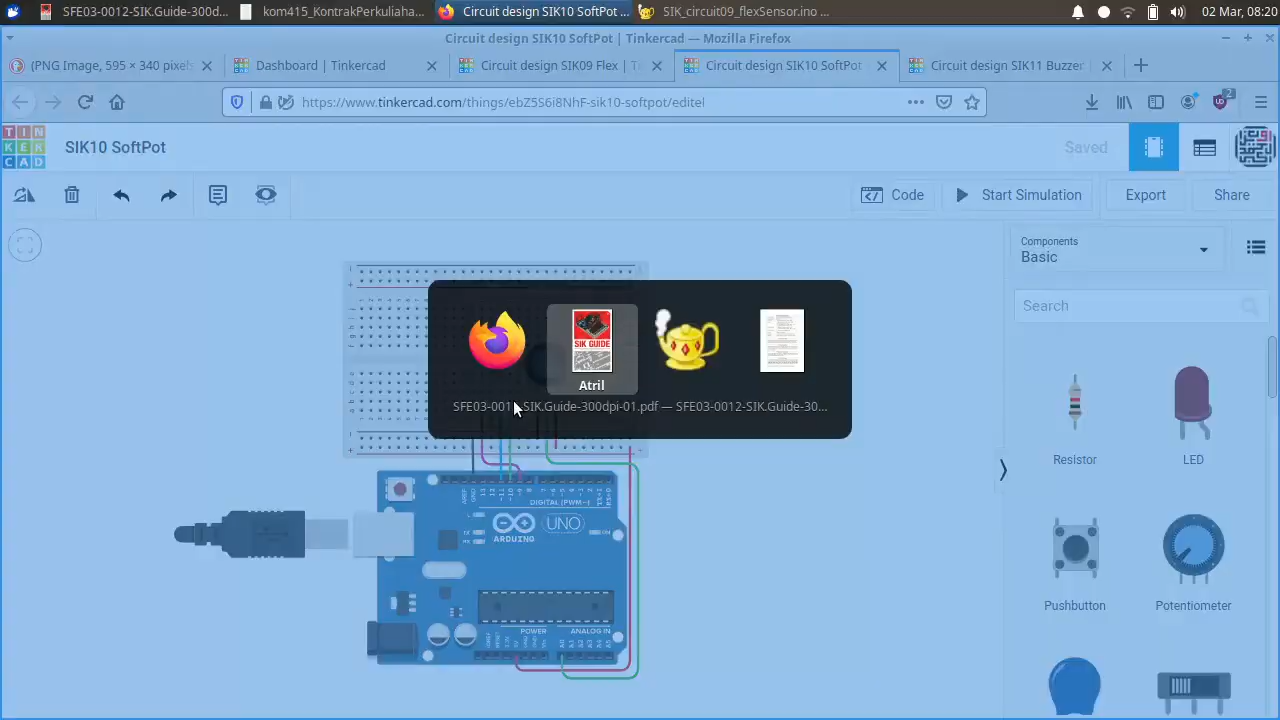 SFE03-0012-SIK.Guide-300d...
kom415_KontrakPerkuliaha...
Circuit design SIK10 SoftPot ...
SIK_circuit09_flexSensor.ino ...
02 Mar, 08:20
Circuit design SIK10 SoftPot | Tinkercad — Mozilla Firefox
(PNG Image, 595 × 340 pixels
Dashboard | Tinkercad
Circuit design SIK09 Flex | T
Circuit design SIK10 SoftPot
Circuit design SIK11 Buzzer
https://www.tinkercad.com/things/ebZ5S6i8NhF-sik10-softpot/editel
2
TIN
KER
CAD
SIK10 SoftPot
Saved
Code
Start Simulation
Export
Share
Components
Basic
Search
SIK GUIDE
Atril
SFE03-001 -SIK.Guide-300dpi-01.pdf — SFE03-0012-SIK.Guide-30...
Resistor
LED
Pushbutton
Potentiometer
DIGITAL (PWM~)
UNO
ARDUINO
POWER
ANALOG IN